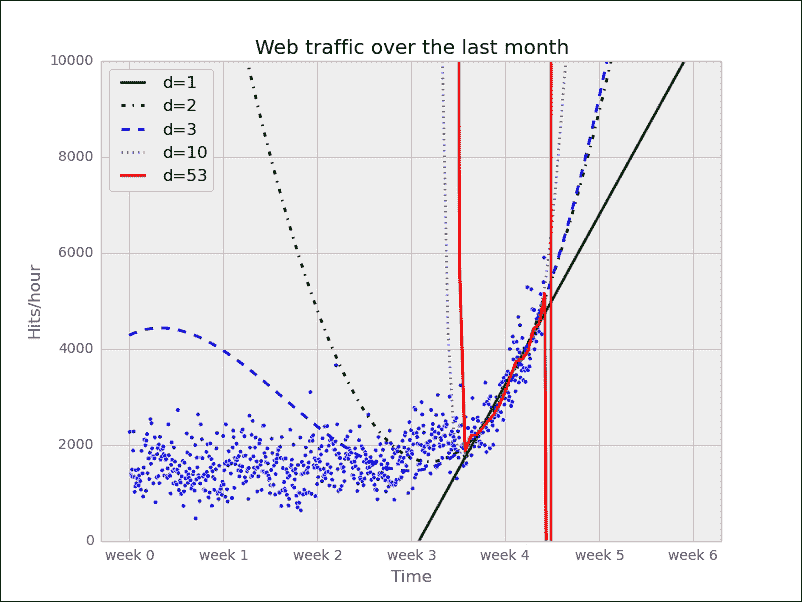 Web traffic over the last month
10000
8000
6000
4000
2000
0
Hits/hour
d=1
d=2
d=3
d=10
d=53
week 0 week 1 week 2 week 3 week 4 week 5 week 6
Time